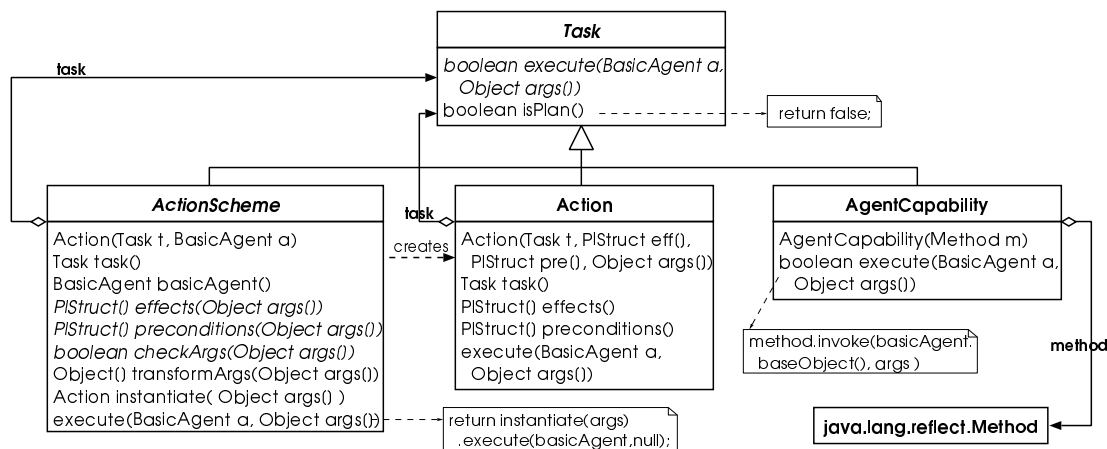 Task
boolean execute(BasicAgent a,
Object args[])
boolean isPlan()
return false;
task
task
ActionScheme
Action(Task t, BasicAgent a)
Task task()
BasicAgent basicAgent()
PlStruct[] effects(Object args[])
PlStruct[] preconditions(Object args[])
boolean checkArgs(Object args[])
Object[] transformArgs(Object args[])
Action instantiate( Object args[] )
execute(BasicAgent a, Object args[])
creates
Action
Action(Task t, PlStruct eff[],
PlStruct pre[], Object args[])
Task task()
PlStruct[] effects()
PlStruct[] preconditions()
execute(BasicAgent a,
Object args[])
return instantiate(args)
.execute(basicAgent,null);
AgentCapability
AgentCapability(Method m)
boolean execute(BasicAgent a,
Object args[])
method.invoke(basicAgent.
baseObject(), args )
method
java.lang.reflect.Method